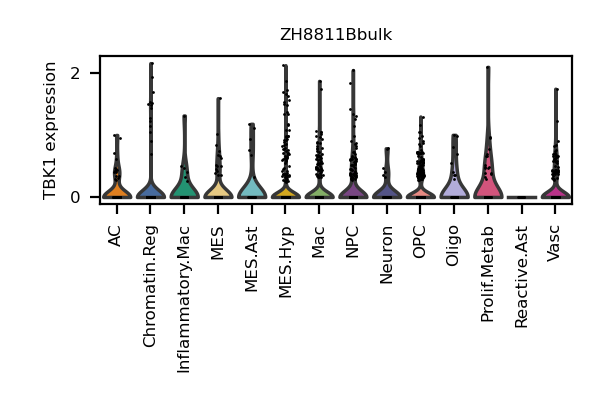 ZH8811Bbulk
TBK1 expression
2
0
AC
Chromatin.Reg
Inflammatory.Mac
MES
MES.Ast
MES.Hyp
Mac
NPC
Neuron
OPC
Oligo
Prolif.Metab
Reactive.Ast
Vasc